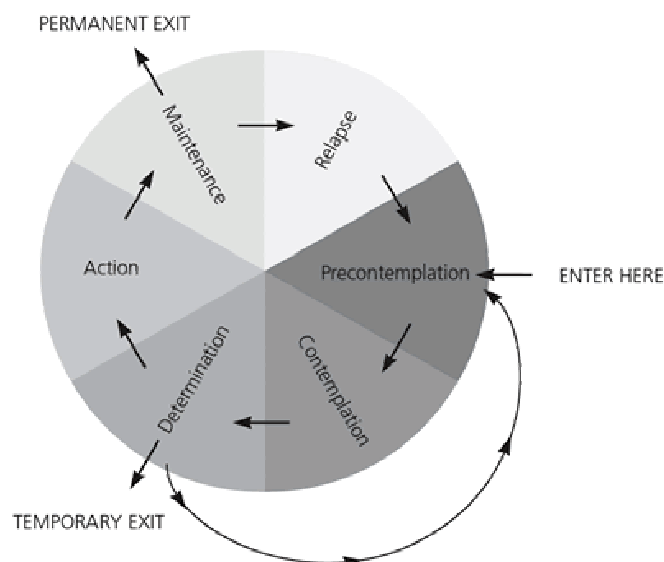 PERMANENT EXIT
Maintenance
Relapse
Action
Precontemplation
ENTER HERE
Determination
Contemplation
TEMPORARY EXIT